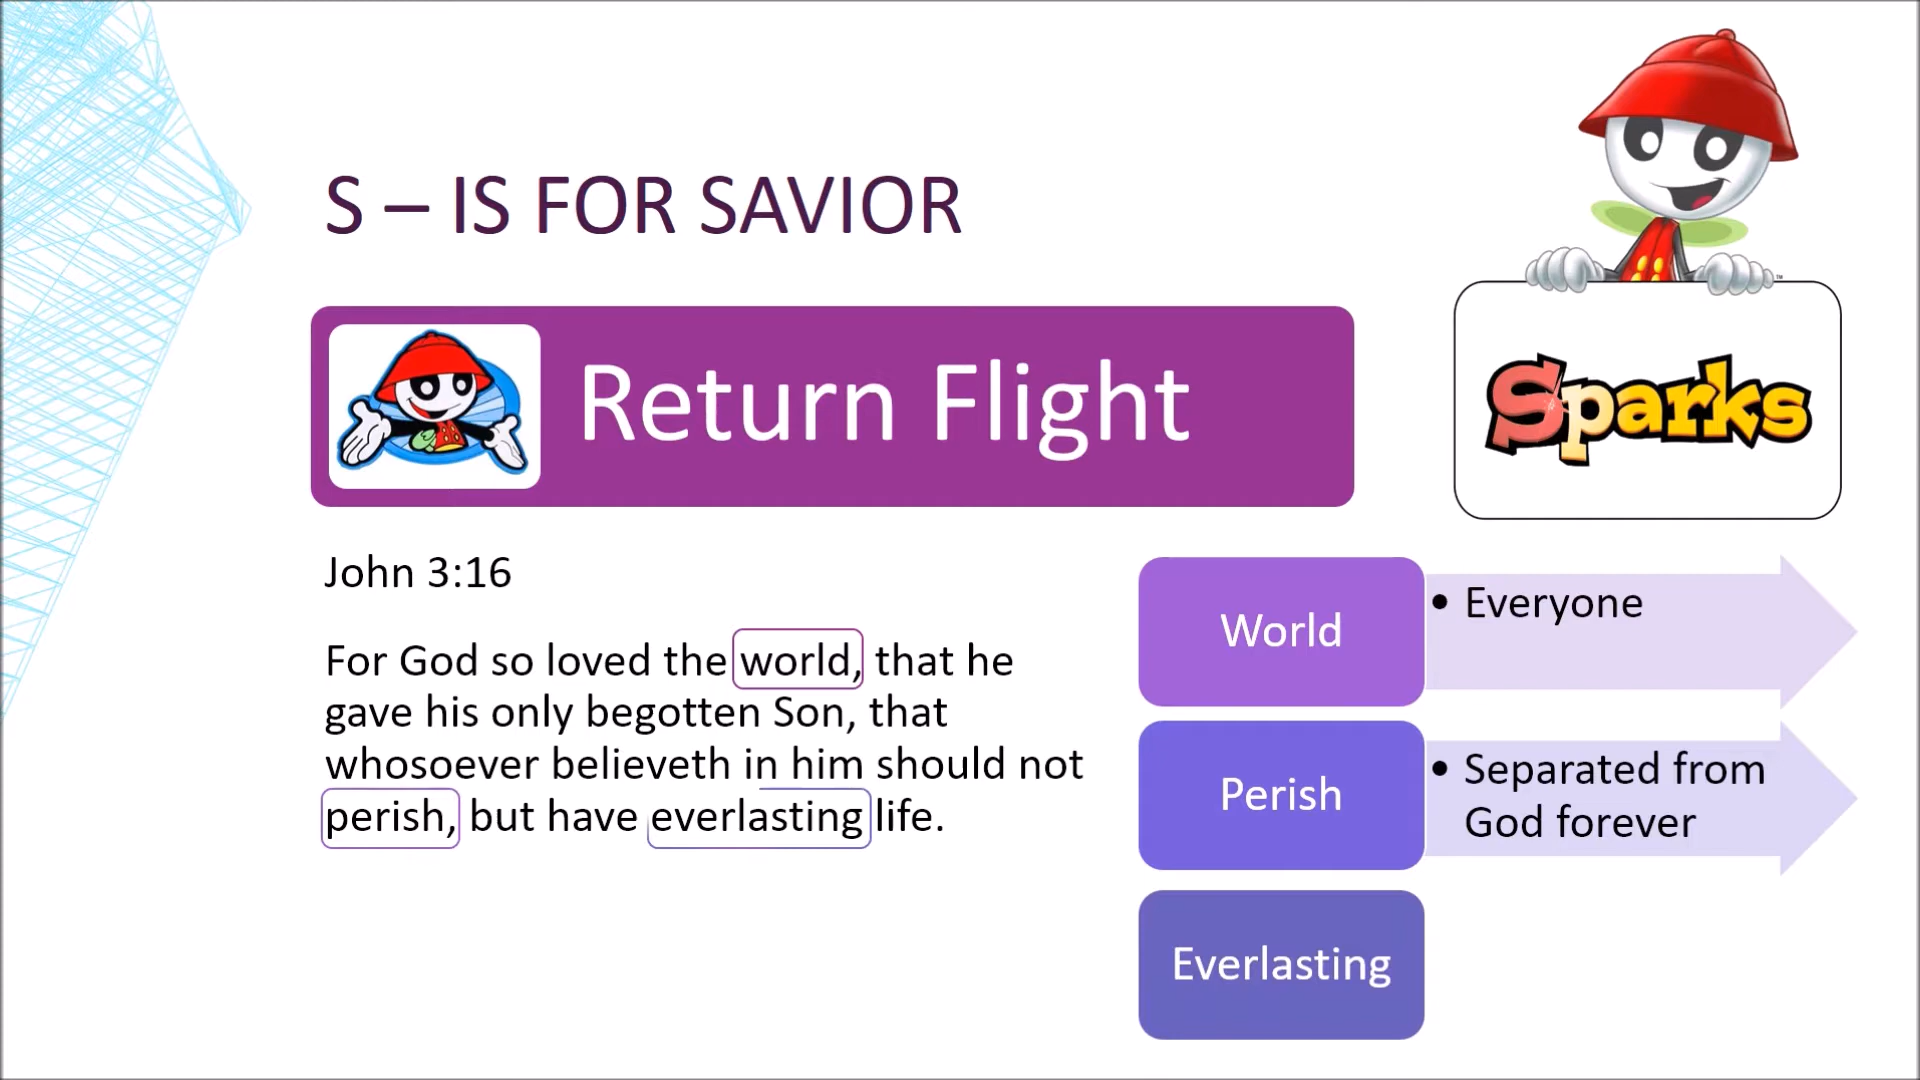 S – IS FOR SAVIOR
Return Flight
™
Sparks
John 3:16
For God so loved the world, that he
gave his only begotten Son, that
whosoever believeth in him should not
perish, but have everlasting life.
World
• Everyone
Perish
• Separated from
God forever
Everlasting